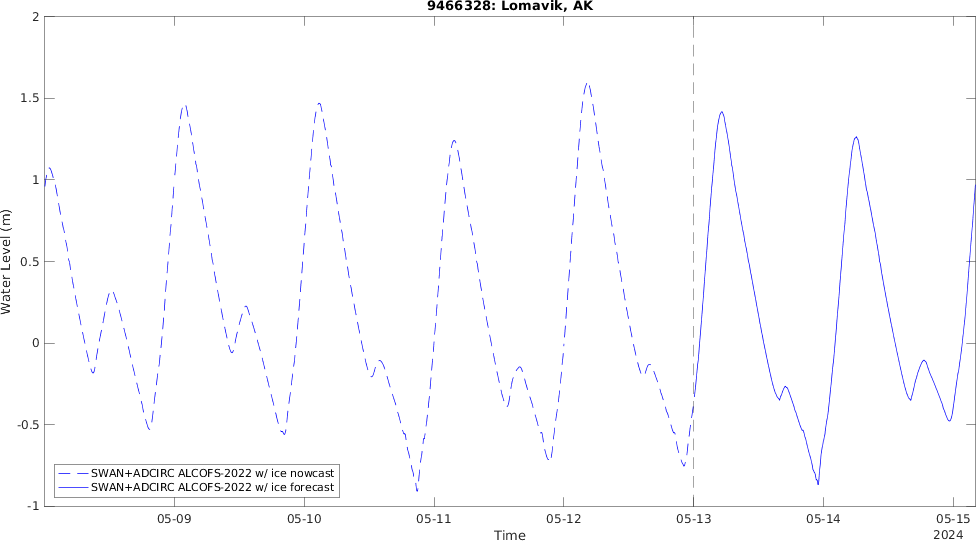 9466328: Lomavik, AK
2
1.5
1
0.5
0
-0.5
-1
Water Level (m)
SWAN+ADCIRC ALCOFS-2022 w/ ice nowcast
SWAN+ADCIRC ALCOFS-2022 w/ ice forecast
05-09 05-10 05-11 05-12 05-13 05-14 05-15
Time
2024